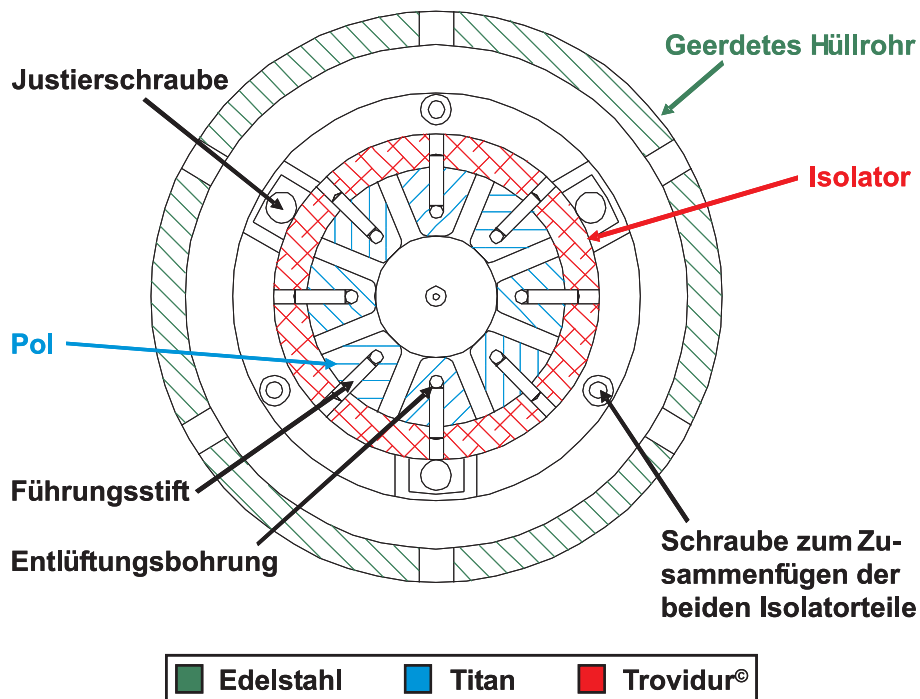 Geerdetes Hüllrohr
Justierschraube
Isolator
Pol
Führungsstift
Entlüftungsbohrung
Schraube zum Zu-
sammenfügen der
beiden Isolatorteile
Edelstahl Titan Trovidur©